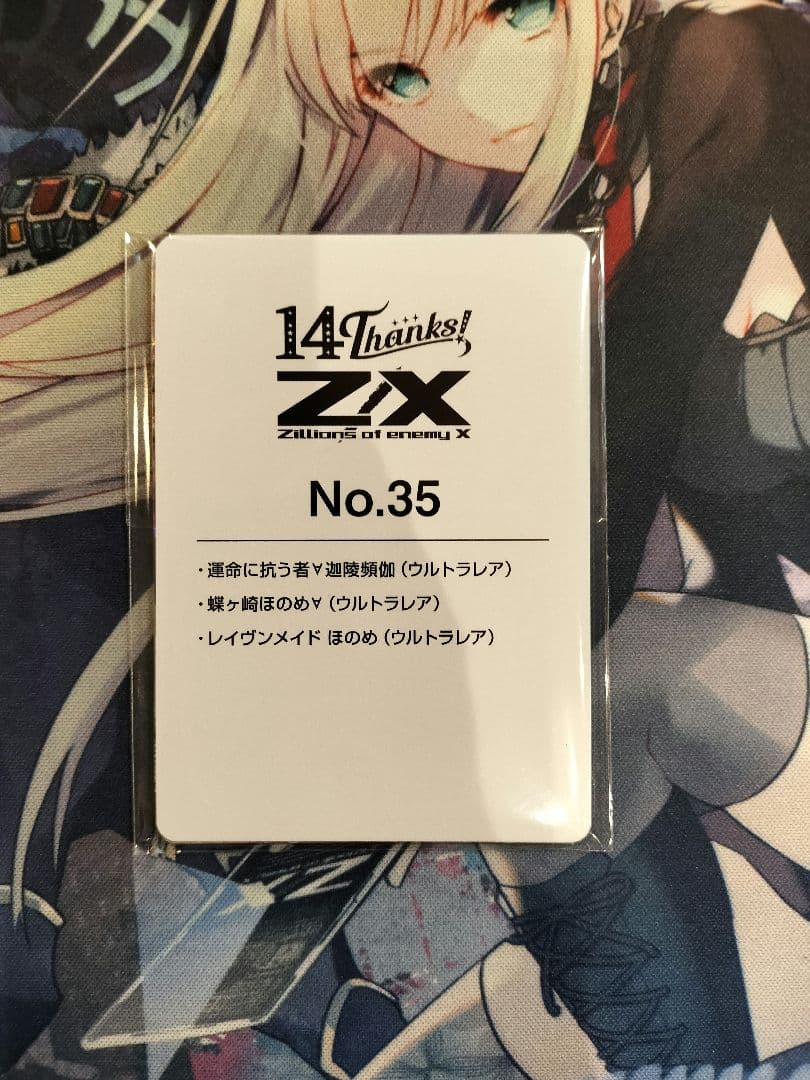 14Thanks!
Z/X
Zillions of enemy X
No.35
・運命に抗う者∀迦陵頻伽（ウルトラレア）
・蝶ヶ崎ほのめ∀（ウルトラレア）
・レイヴンメイド ほのめ（ウルトラレア）